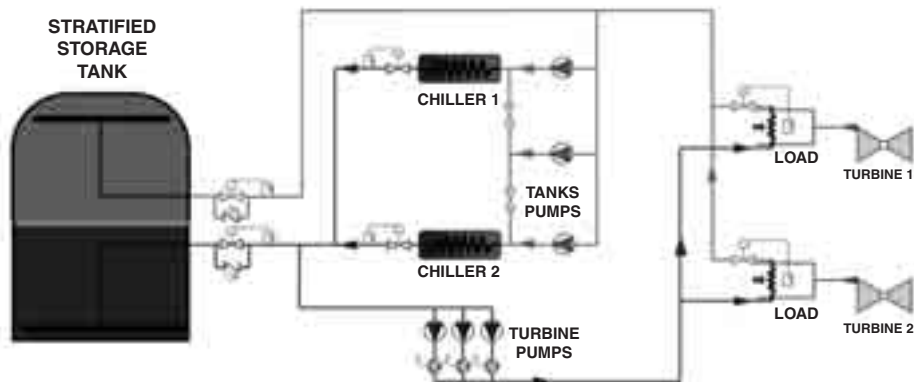 STRATIFIED
STORAGE
TANK
CHILLER 1
CHILLER 2
TANKS
PUMPS
TURBINE
PUMPS
LOAD
TURBINE 1
LOAD
TURBINE 2